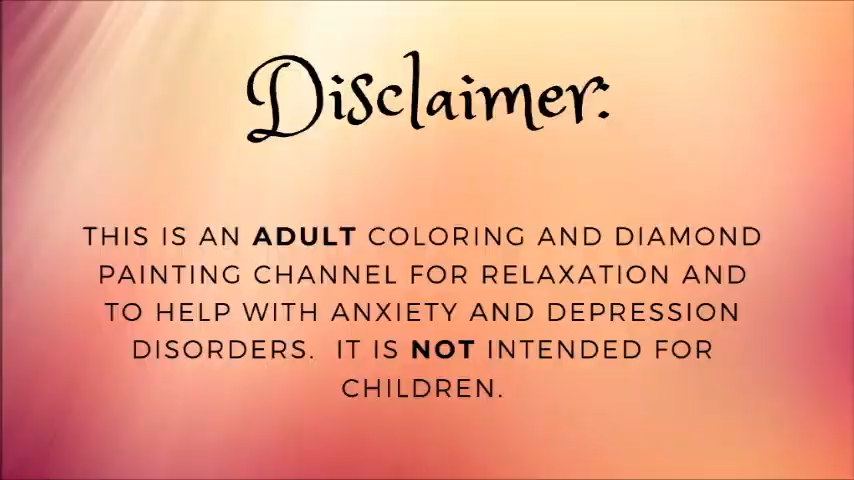 Disclaimer:
THIS IS AN ADULT COLORING AND DIAMOND
PAINTING CHANNEL FOR RELAXATION AND
TO HELP WITH ANXIETY AND DEPRESSION
DISORDERS.  IT IS NOT INTENDED FOR
CHILDREN.